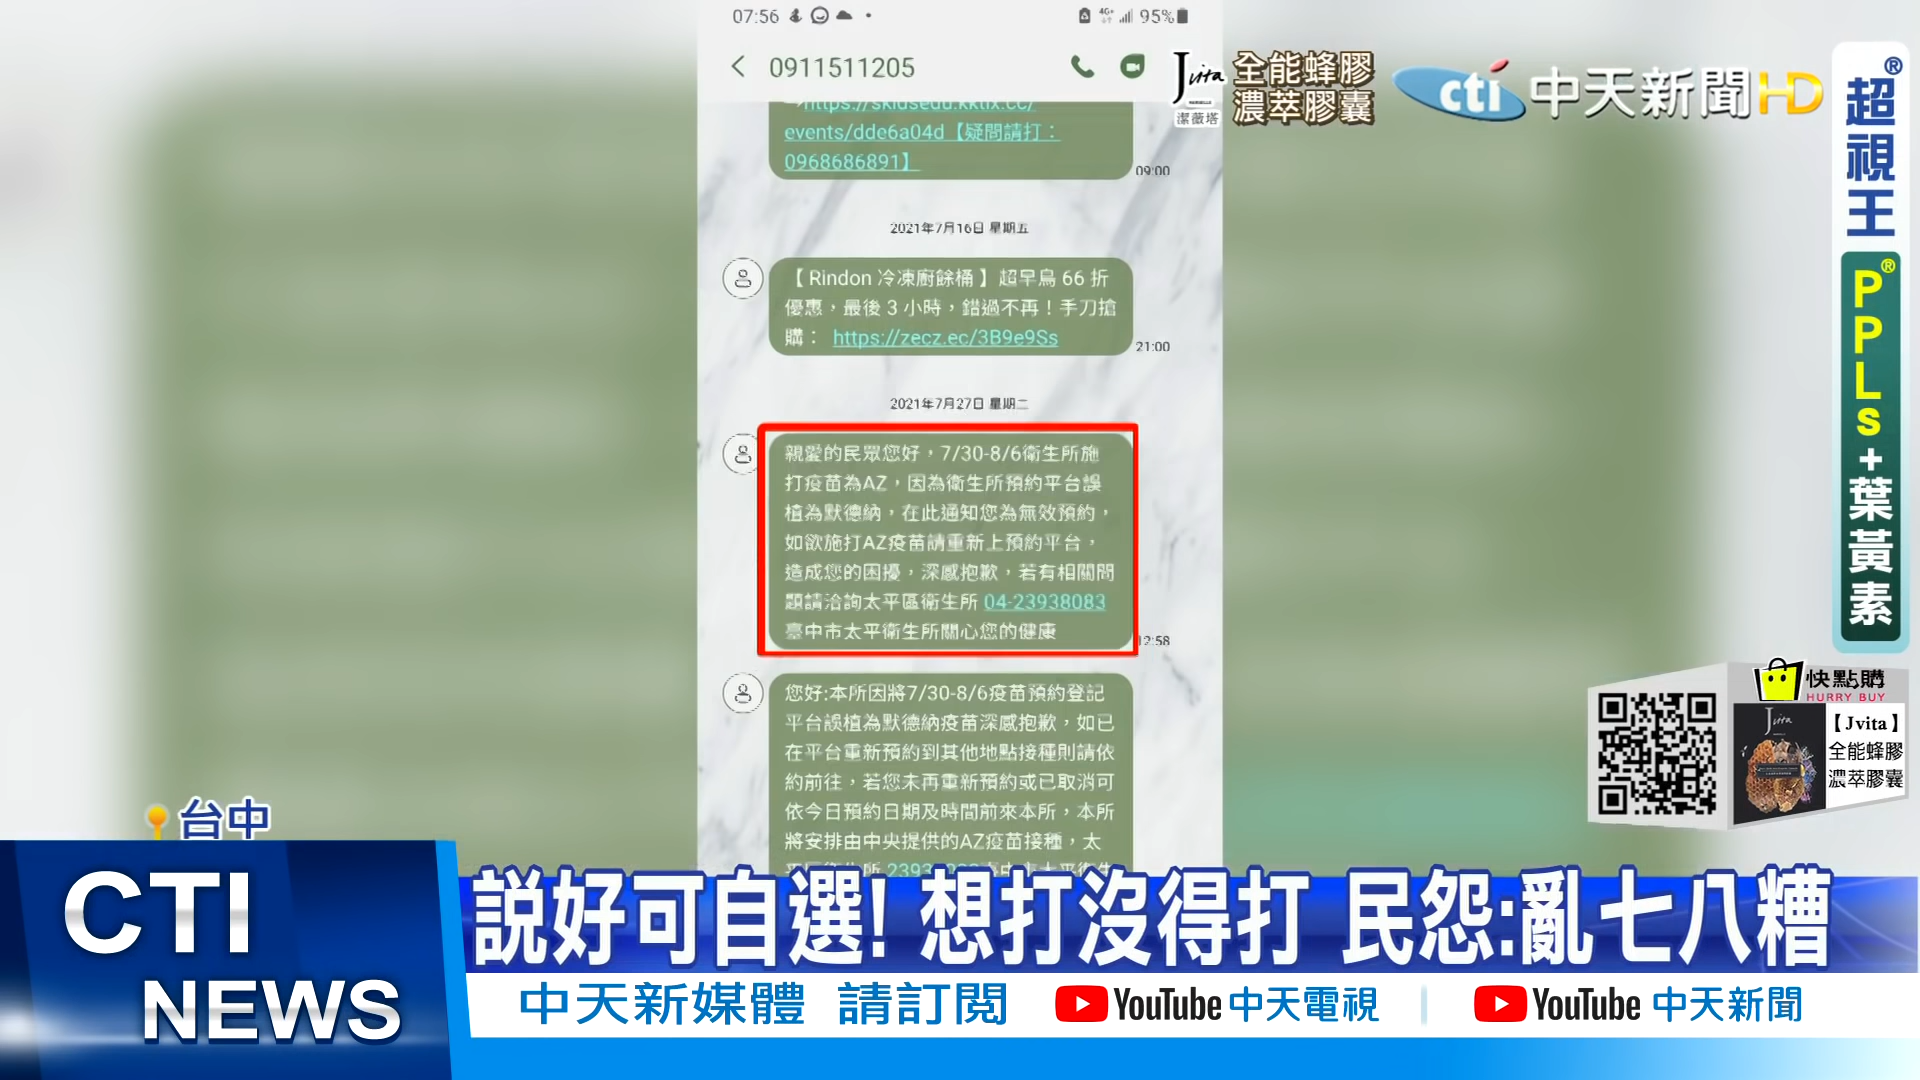 07:56
4G+
95%
0911511205
→https://skidsedu.kktix.cc/
events/dde6a04d【疑問請打：
0968686891】
09:00
2021年7月16日 星期五
【 Rindon 冷凍廚餘桶 】超早鳥 66 折
優惠，最後 3 小時，錯過不再！手刀搶
購： https://zecz.ec/3B9e9Ss
21:00
2021年7月27日 星期二
親愛的民眾您好，7/30-8/6衛生所施
打疫苗為AZ，因為衛生所預約平台誤
植為默德納，在此通知您為無效預約，
如欲施打AZ疫苗請重新上預約平台，
造成您的困擾，深感抱歉，若有相關問
題請洽詢太平區衛生所 04-23938083
臺中市太平衛生所關心您的健康
12:58
您好:本所因將7/30-8/6疫苗預約登記
平台誤植為默德納疫苗深感抱歉，如已
在平台重新預約到其他地點接種則請依
約前往，若您未再重新預約或已取消可
依今日預約日期及時間前來本所，本所
將安排由中央提供的AZ疫苗接種，太
Jvita
潔薇塔
全能蜂膠
濃萃膠囊
cti 中天新聞HD
超視王®
PPLs®+葉黃素
快點購
HURRY BUY
Jvita
【Jvita】
全能蜂膠
濃萃膠囊
台中
CTI
NEWS
説好可自選! 想打沒得打 民怨:亂七八糟
中天新媒體 請訂閱 YouTube 中天電視 | YouTube 中天新聞